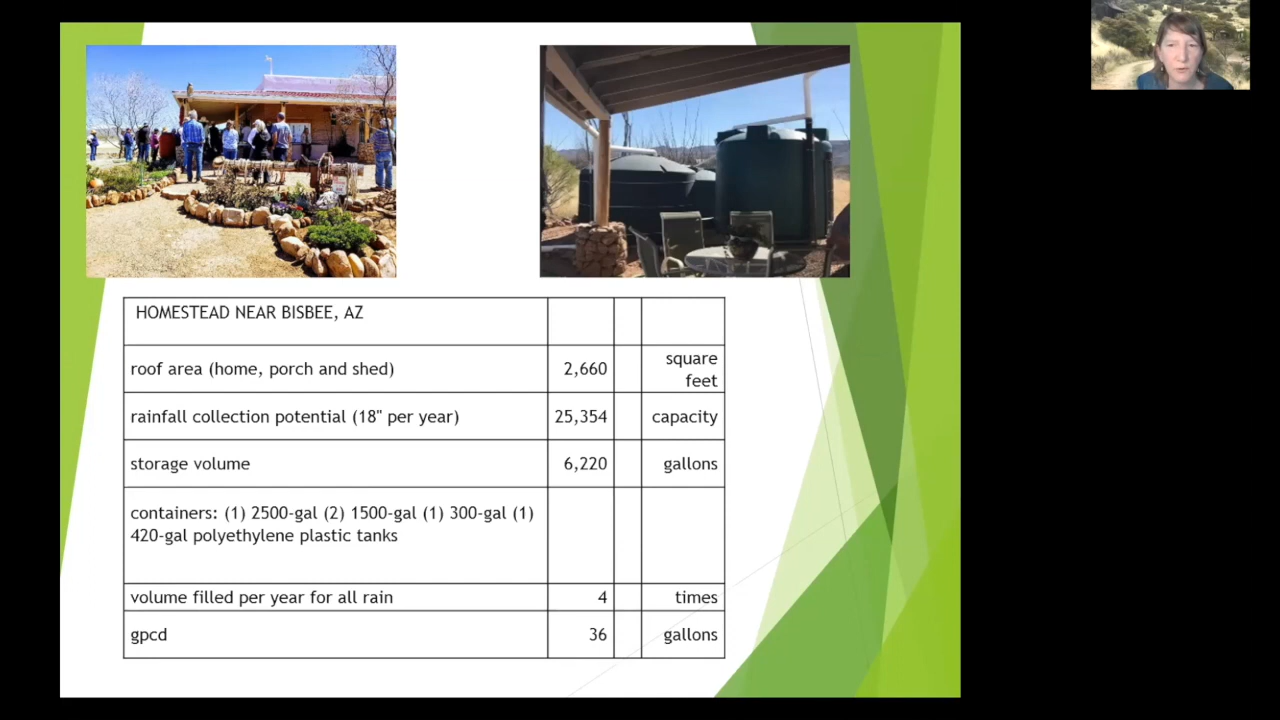 HOMESTEAD NEAR BISBEE, AZ
roof area (home, porch and shed) 2,660 square feet
rainfall collection potential (18" per year) 25,354 capacity
storage volume 6,220 gallons
containers: (1) 2500-gal (2) 1500-gal (1) 300-gal (1)
420-gal polyethylene plastic tanks
volume filled per year for all rain 4 times
gpcd 36 gallons